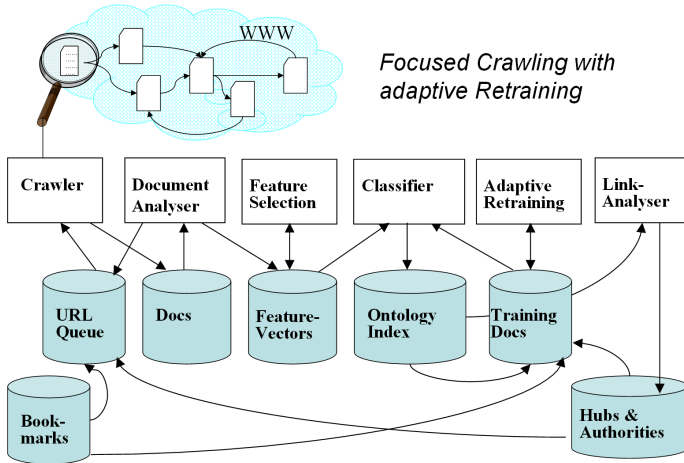 WWW
Focused Crawling with
adaptive Retraining
Crawler
Document
Analyser
Feature
Selection
Classifier
Adaptive
Retraining
Link-
Analyser
URL
Queue
Docs
Feature-
Vectors
Ontology
Index
Training
Docs
Book-
marks
Hubs &
Authorities